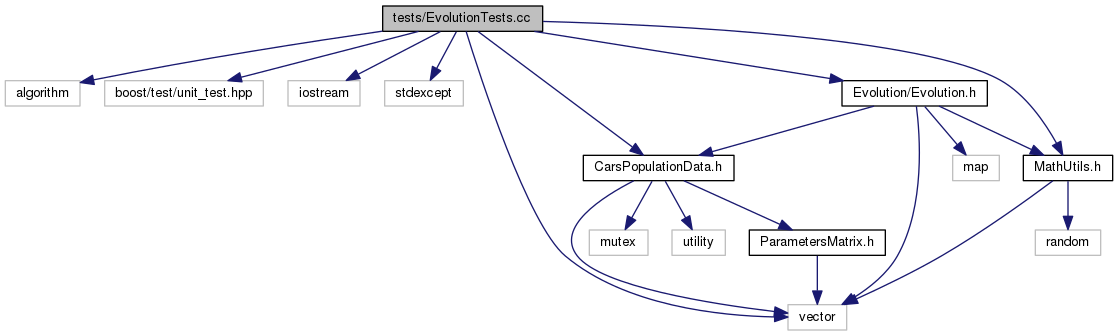 tests/EvolutionTests.cc
algorithm
boost/test/unit_test.hpp
iostream
stdexcept
Evolution/Evolution.h
CarsPopulationData.h
map
MathUtils.h
mutex
utility
ParametersMatrix.h
random
vector